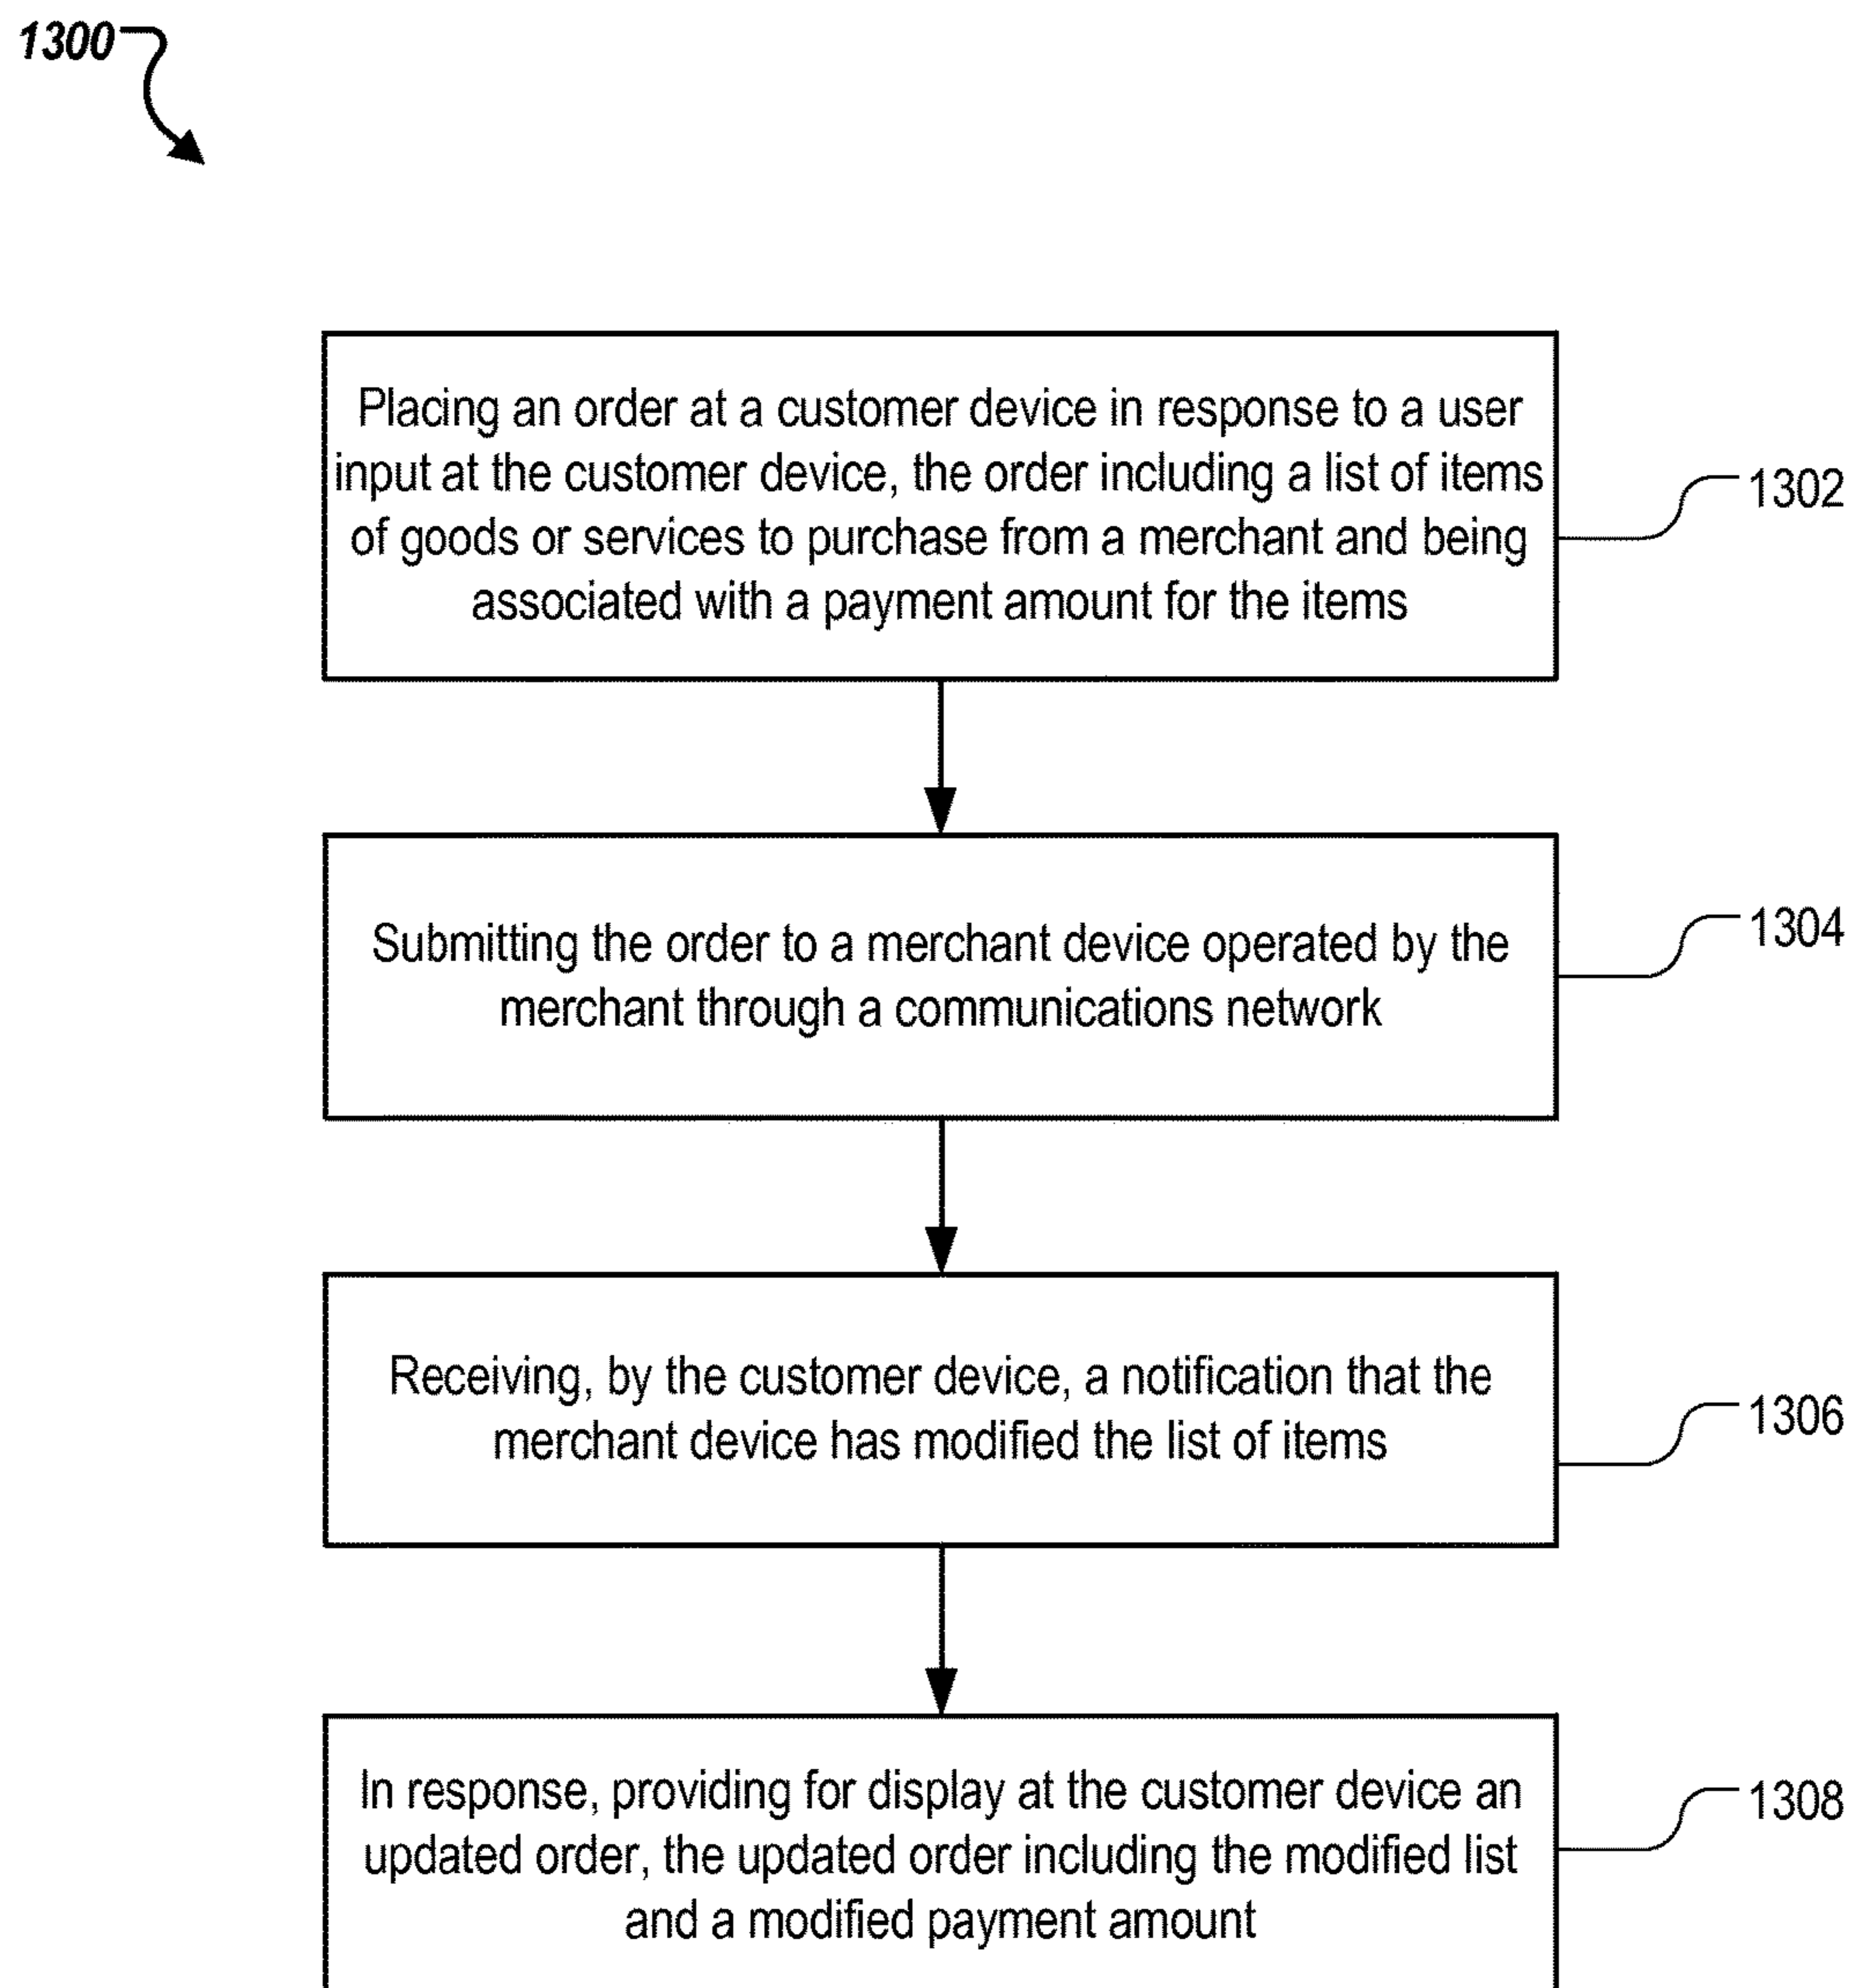 1300
Placing an order at a customer device in response to a user
input at the customer device, the order including a list of items
of goods or services to purchase from a merchant and being
associated with a payment amount for the items
1302
Submitting the order to a merchant device operated by the
merchant through a communications network
1304
Receiving, by the customer device, a notification that the
merchant device has modified the list of items
1306
In response, providing for display at the customer device an
updated order, the updated order including the modified list
and a modified payment amount
1308